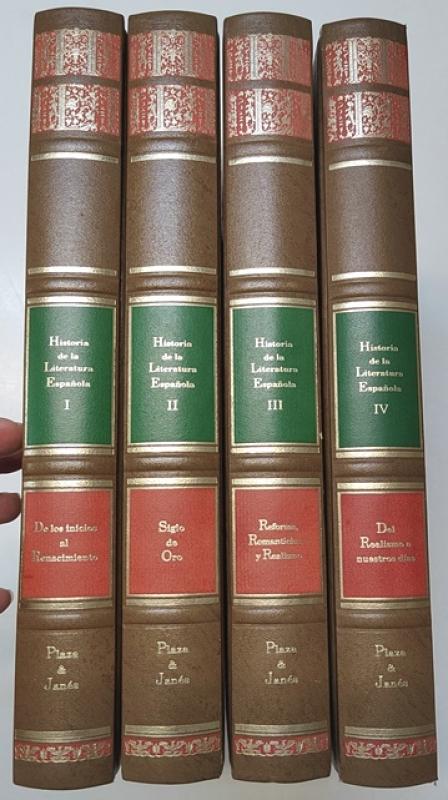 Historia
de la
Literatura
Española
I
De los inicios
al
Renacimiento
Plaza
&
Janés
Historia
de la
Literatura
Española
II
Siglo
de
Oro
Plaza
&
Janés
Historia
de la
Literatura
Española
III
Reforma,
Romanticismo
y Realismo
Plaza
&
Janés
Historia
de la
Literatura
Española
IV
Del
Realismo a
nuestros días
Plaza
&
Janés